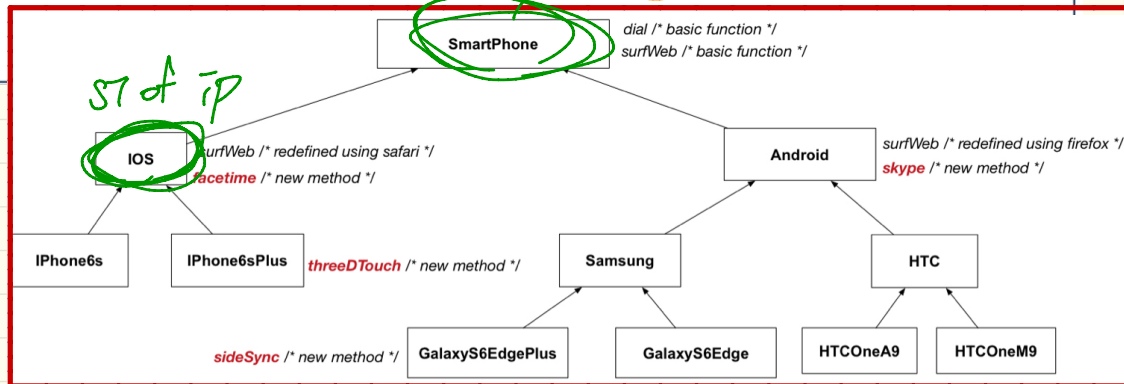 SmartPhone
dial /* basic function */
surfWeb /* basic function */
ST of ip
IOS
surfWeb /* redefined using safari */
facetime /* new method */
Android
surfWeb /* redefined using firefox */
skype /* new method */
IPhone6s
IPhone6sPlus
threeDTouch /* new method */
Samsung
HTC
sideSync /* new method */
GalaxyS6EdgePlus
GalaxyS6Edge
HTCOneA9
HTCOneM9